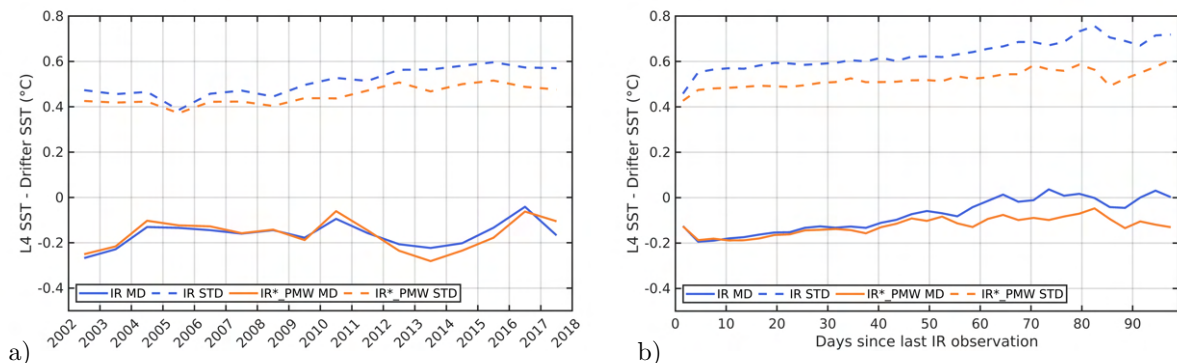 0.8
0.6
0.4
0.2
0
-0.2
-0.4
L4 SST - Drifter SST (°C)
IR MD IR STD IR*_PMW MD IR*_PMW STD
2002 2003 2004 2005 2006 2007 2008 2009 2010 2011 2012 2013 2014 2015 2016 2017 2018
a)
0.8
0.6
0.4
0.2
0
-0.2
-0.4
L4 SST - Drifter SST (°C)
IR MD IR STD IR*_PMW MD IR*_PMW STD
0 10 20 30 40 50 60 70 80 90
Days since last IR observation
b)